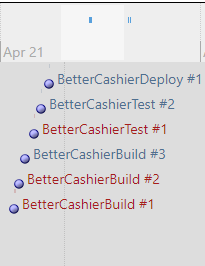 Apr 21
BetterCashierDeploy #1
BetterCashierTest #2
BetterCashierTest #1
BetterCashierBuild #3
BetterCashierBuild #2
BetterCashierBuild #1